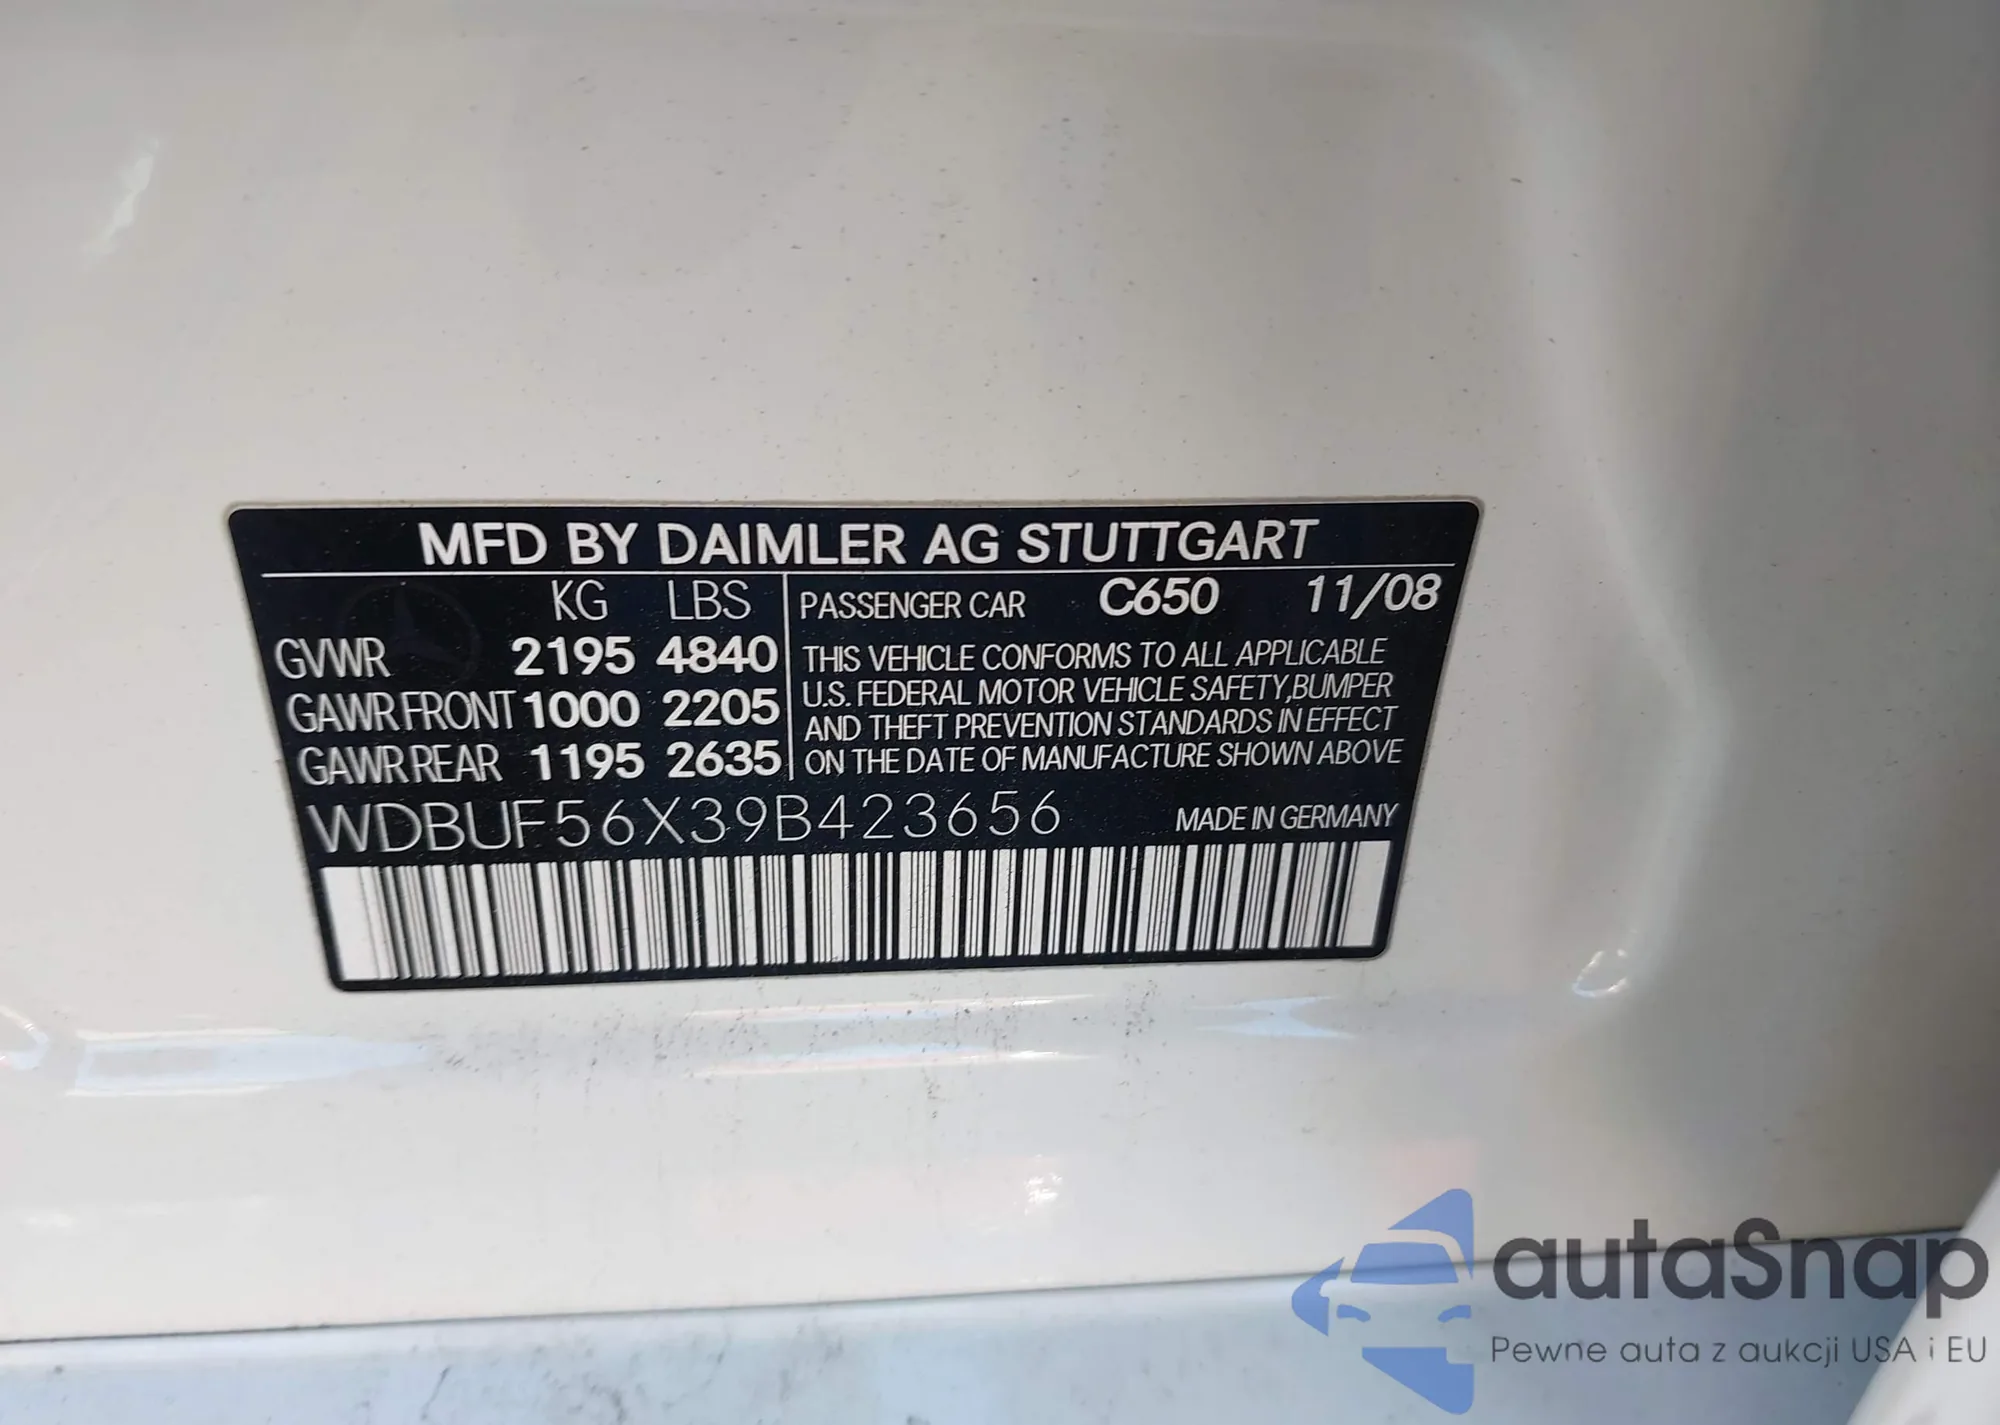 MFD BY DAIMLER AG STUTTGART
KG LBS
GVWR 2195 4840
GAWR FRONT 1000 2205
GAWR REAR 1195 2635
PASSENGER CAR C650 11/08
THIS VEHICLE CONFORMS TO ALL APPLICABLE
U.S. FEDERAL MOTOR VEHICLE SAFETY,BUMPER
AND THEFT PREVENTION STANDARDS IN EFFECT
ON THE DATE OF MANUFACTURE SHOWN ABOVE
WDBUF56X39B423656
MADE IN GERMANY
autaSnap
Pewne auta z aukcji USA i EU